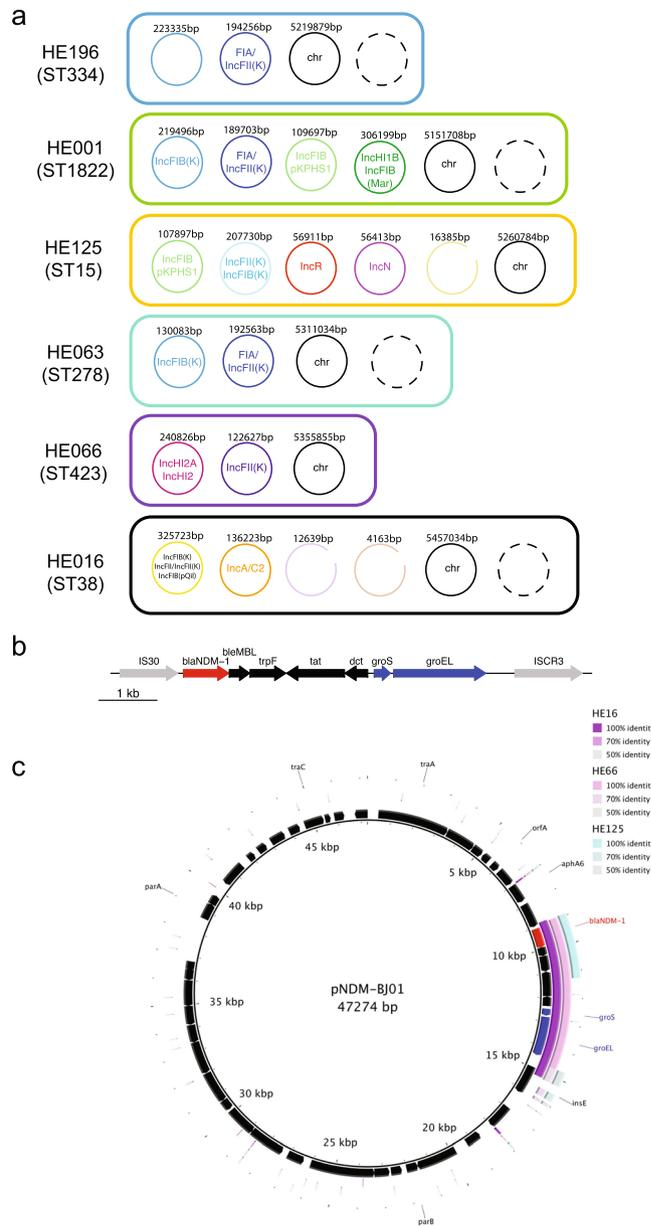 a
HE196
(ST334)
223335bp 194256bp 5219879bp
FIA/
IncFII(K)
chr
HE001
(ST1822)
219496bp 189703bp 109697bp 306199bp 5151708bp
IncFIB(K)
FIA/
IncFII(K)
IncFIB
pKPHS1
IncHI1B
IncFIB
(Mar)
chr
HE125
(ST15)
107897bp 207730bp 56911bp 56413bp 16385bp 5260784bp
IncFIB
pKPHS1
IncFII(K)
IncFIB(K)
IncR
IncN
chr
HE063
(ST278)
130083bp 192563bp 5311034bp
IncFIB(K)
FIA/
IncFII(K)
chr
HE066
(ST423)
240826bp 122627bp 5355855bp
IncHI2A
IncHI2
IncFII(K)
chr
HE016
(ST38)
325723bp 136223bp 12639bp 4163bp 5457034bp
IncFIB(K)
IncFII/IncFII(K)
IncFIB(pQil)
IncA/C2
chr
b
IS30 blaNDM-1 bleMBL trpF tat dct groS groEL ISCR3
1 kb
c
HE16
100% identit
70% identity
50% identity
HE66
100% identit
70% identity
50% identity
HE125
100% identit
70% identity
50% identity
traC
traA
orfA
aphA6
blaNDM-1
groS
groEL
insE
parB
parA
45 kbp
5 kbp
40 kbp
10 kbp
35 kbp
15 kbp
30 kbp
20 kbp
25 kbp
pNDM-BJ01
47274 bp